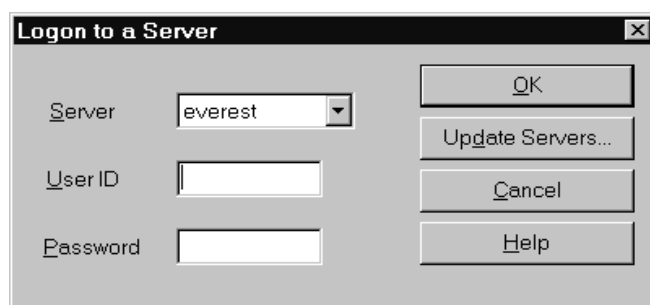 Logon to a Server
Server
everest
OK
Update Servers...
User ID
Cancel
Password
Help